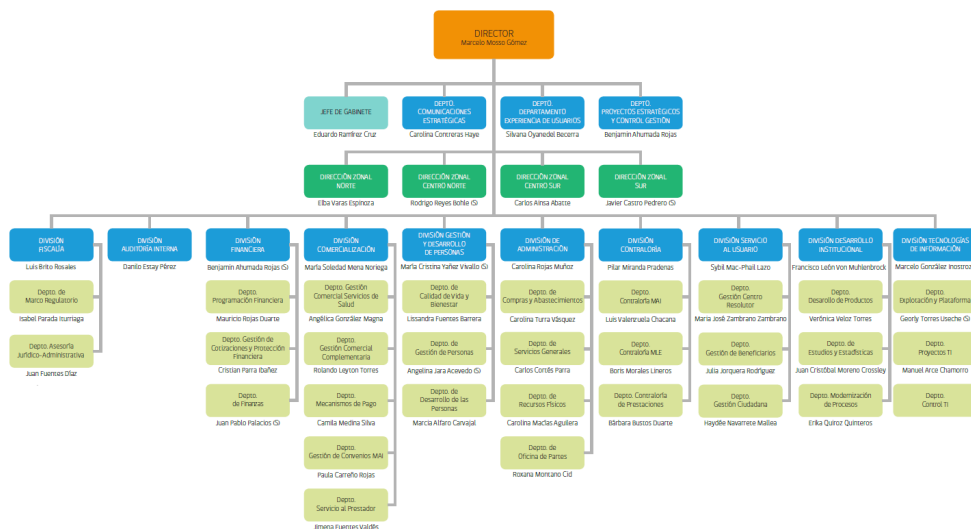 DIRECTOR
Marcelo Mosso Gómez
JEFE DE GABINETE
Eduardo Ramírez Cruz
DEPTO.
COMUNICACIONES
ESTRATÉGICAS
Carolina Contreras Haye
DEPTO.
DEPARTAMENTO
EXPERIENCIA DE USUARIOS
Silvana Oyanedel Becerra
DEPTO.
PROYECTOS ESTRATÉGICOS
Y CONTROL GESTIÓN
Benjamin Ahumada Rojas
DIRECCIÓN ZONAL
NORTE
Elba Varas Espinoza
DIRECCIÓN ZONAL
CENTRO NORTE
Rodrigo Reyes Bohle (S)
DIRECCIÓN ZONAL
CENTRO SUR
Carlos Ainsa Abatte
DIRECCIÓN ZONAL
SUR
Javier Castro Pedrero (S)
DIVISIÓN
FISCALÍA
Luis Brito Rosales
Depto. de
Marco Regulatorio
Isabel Parada Iturriaga
Depto. Asesoría
Jurídico-Administrativa
Juan Fuentes Díaz
DIVISIÓN
AUDITORÍA INTERNA
Danilo Estay Pérez
DIVISIÓN
FINANCIERA
Benjamin Ahumada Rojas (S)
Depto.
Programación Financiera
Mauricio Rojas Duarte
Depto. Gestión de
Cotizaciones y Protección
Financiera
Cristian Parra Ibañez
Depto.
de Finanzas
Juan Pablo Palacios (S)
DIVISIÓN
COMERCIALIZACIÓN
María Soledad Mena Noriega
Depto. Gestión
Comercial Servicios de
Salud
Angélica González Magna
Depto.
Gestión Comercial
Complementaria
Rolando Leyton Torres
Depto.
Mecanismos de Pago
Camila Medina Silva
Depto.
Gestión de Convenios MAI
Paula Carreño Rojas
Depto.
Servicio al Prestador
Jimena Fuentes Valdés
DIVISIÓN GESTIÓN
Y DESARROLLO
DE PERSONAS
María Cristina Yañez Vivallo (S)
Depto. de
Calidad de Vida y
Bienestar
Lissandra Fuentes Barrera
Depto. de
Gestión de Personas
Angelina Jara Acevedo (S)
Depto. de
Desarrollo de las
Personas
Marcia Alfaro Carvajal
DIVISIÓN DE
ADMINISTRACIÓN
Carolina Rojas Muñoz
Depto. de
Compras y Abastecimientos
Carolina Turra Vásquez
Depto. de
Servicios Generales
Carlos Cortés Parra
Depto. de
Recursos Físicos
Carolina Macías Aguilera
Depto. de
Oficina de Partes
Roxana Montano Cid
DIVISIÓN
CONTRALORÍA
Pilar Miranda Pradenas
Depto.
Contraloría MAI
Luis Valenzuela Chacana
Depto.
Contraloría MLE
Boris Morales Lineros
Depto. Contraloría
de Prestaciones
Bárbara Bustos Duarte
DIVISIÓN SERVICIO
AL USUARIO
Sybil Mac-Phail Lazo
Depto.
Gestión Centro
Resolutor
María José Zambrano Zambrano
Depto.
Gestión de Beneficiarios
Julia Jorquera Rodríguez
Depto.
Gestión Ciudadana
Haydée Navarrete Mallea
DIVISIÓN DESARROLLO
INSTITUCIONAL
Francisco León Von Muhlenbrock
Depto.
Desarollo de Productos
Verónica Veloz Torres
Depto.
de Estudios y Estadísticas
Juan Cristóbal Moreno Crossley
Depto. Modernización
de Procesos
Erika Quiroz Quinteros
DIVISIÓN TECNOLOGÍAS
DE INFORMACIÓN
Marcelo González Inostroza
Depto.
Exploración y Plataforma
Georly Torres Useche (S)
Depto.
Proyectos TI
Manuel Arce Chamorro
Depto.
Control TI